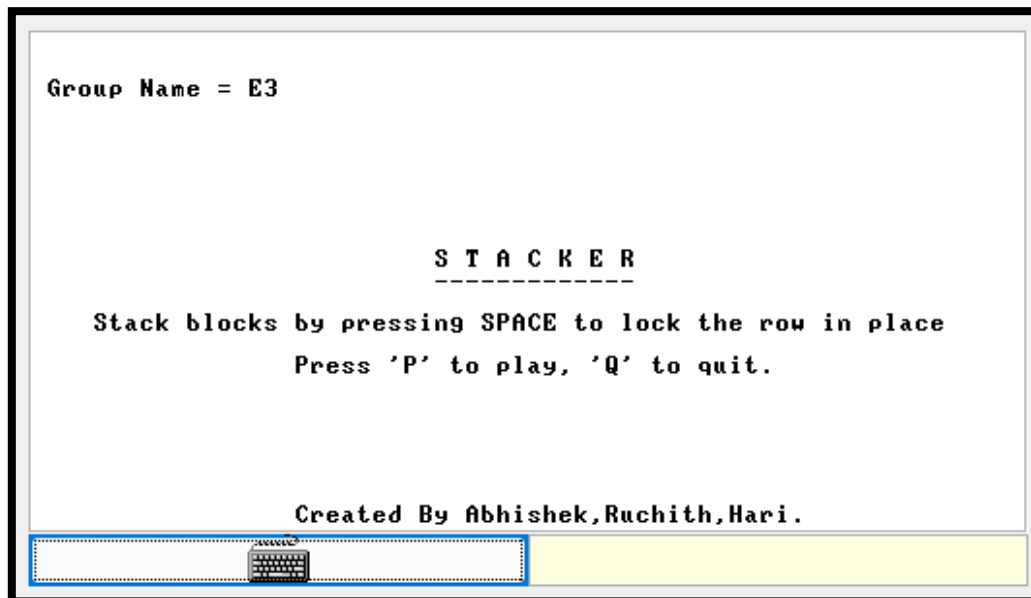 Group Name = E3
S T A C K E R
-------------
Stack blocks by pressing SPACE to lock the row in place
Press 'P' to play, 'Q' to quit.
Created By Abhishek,Ruchith,Hari.